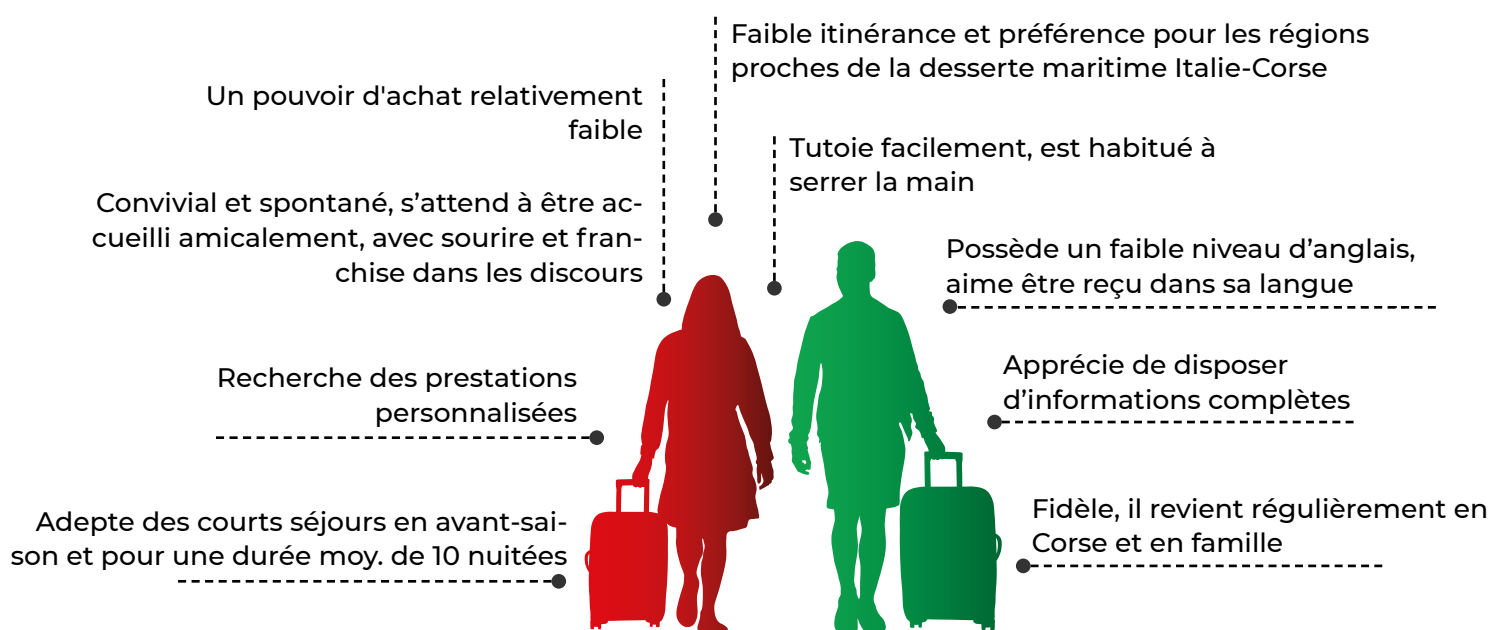 Faible itinérance et préférence pour les régions
proches de la desserte maritime Italie-Corse
Un pouvoir d'achat relativement
faible
Tutoie facilement, est habitué à
serrer la main
Convivial et spontané, s’attend à être ac-
cueilli amicalement, avec sourire et fran-
chise dans les discours
Possède un faible niveau d’anglais,
aime être reçu dans sa langue
Recherche des prestations
personnalisées
Apprécie de disposer
d’informations complètes
Adepte des courts séjours en avant-sai-
son et pour une durée moy. de 10 nuitées
Fidèle, il revient régulièrement en
Corse et en famille